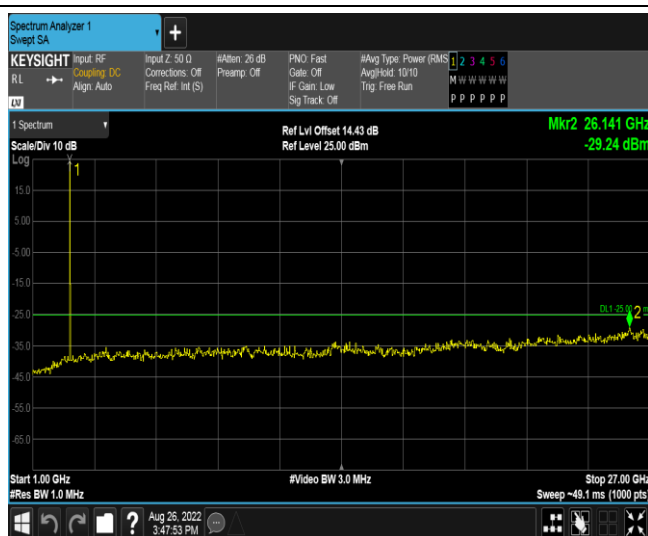 Spectrum Analyzer 1
Swept SA
KEYSIGHT
RL
LXI
Input: RF
Coupling: DC
Align: Auto
Input Z: 50 Ω
Corrections: Off
Freq Ref: Int (S)
#Atten: 26 dB
Preamp: Off
PNO: Fast
Gate: Off
IF Gain: Low
Sig Track: Off
#Avg Type: Power (RMS
Avg|Hold: 10/10
Trig: Free Run
1 2 3 4 5 6
M W W W W W
P P P P P P
1 Spectrum
Scale/Div 10 dB
Log
Ref Lvl Offset 14.43 dB
Ref Level 25.00 dBm
Mkr2 26.141 GHz
-29.24 dBm
1
15.0
5.00
-5.00
-15.0
-25.0
DL1 -25.00
2
-35.0
-45.0
-55.0
-65.0
Start 1.00 GHz
#Res BW 1.0 MHz
#Video BW 3.0 MHz
Stop 27.00 GHz
Sweep ~49.1 ms (1000 pts)
?
Aug 26, 2022
3:47:53 PM